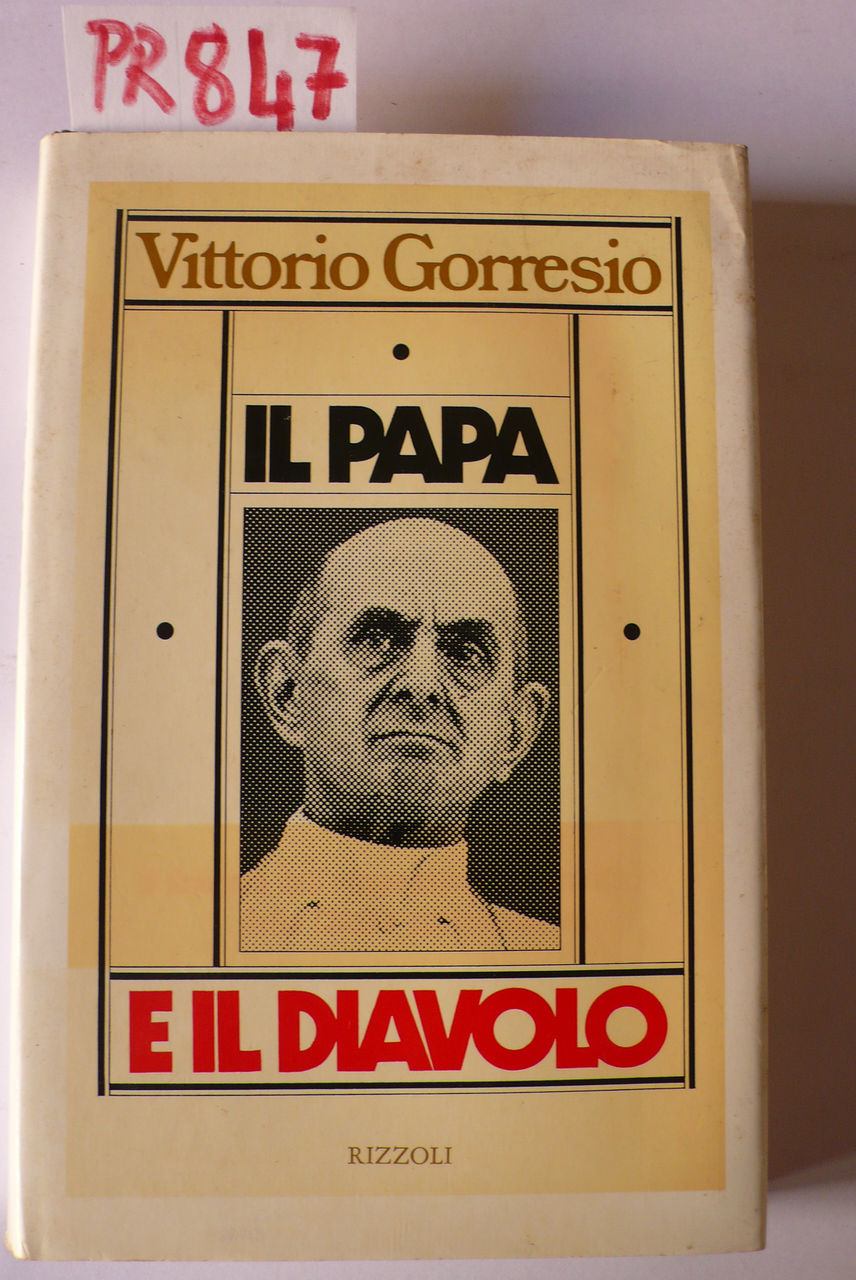 PR847
Vittorio Gorresio
IL PAPA
E IL DIAVOLO
RIZZOLI